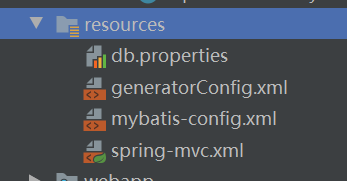 resources
db.properties
generatorConfig.xml
mybatis-config.xml
spring-mvc.xml
webapp